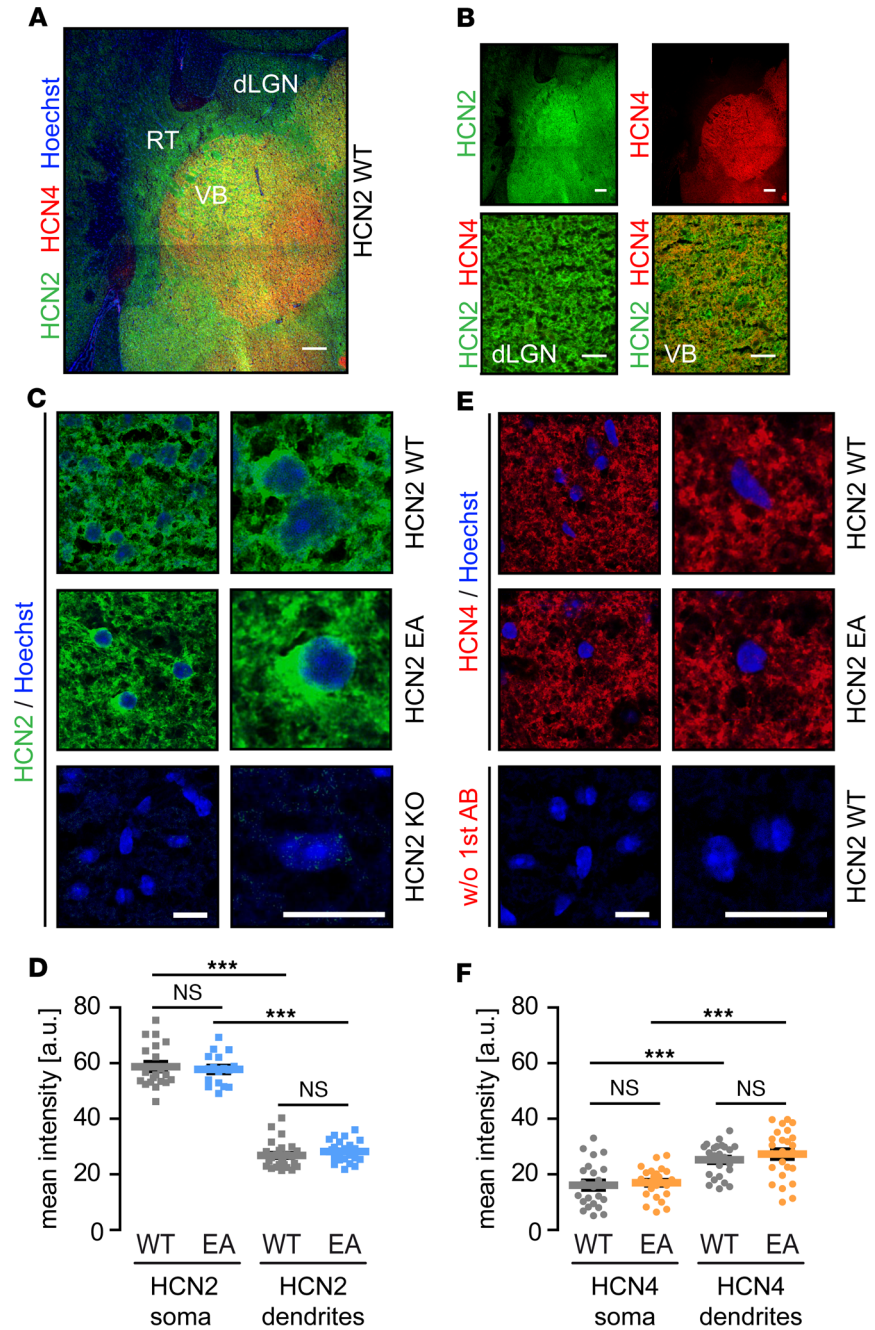 A
HCN2 HCN4 Hoechst
dLGN
RT
VB
HCN2 WT
B
HCN2
HCN4
HCN2 HCN4
dLGN
HCN2 HCN4
VB
C
HCN2 / Hoechst
HCN2 WT
HCN2 EA
HCN2 KO
E
HCN4 / Hoechst
w/o 1st AB
HCN2 WT
HCN2 EA
HCN2 WT
D
mean intensity [a.u.]
80
60
40
20
0
***
NS
***
NS
WT EA WT EA
HCN2 HCN2
soma dendrites
F
mean intensity [a.u.]
80
60
40
20
0
***
***
NS NS
WT EA WT EA
HCN4 HCN4
soma dendrites